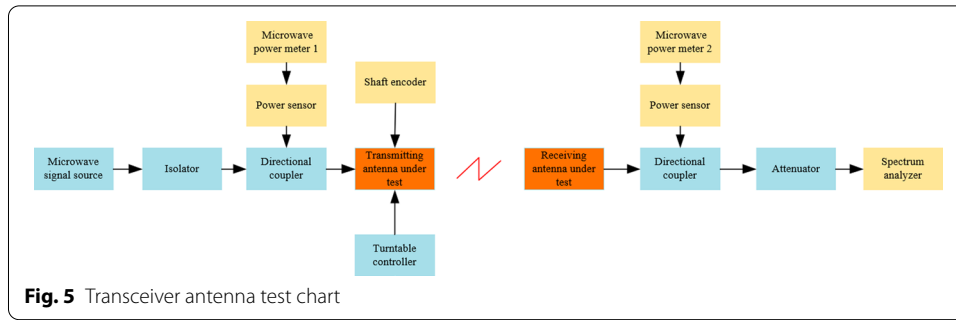 Microwave
power meter 1
Power sensor
Shaft encoder
Microwave
signal source
Isolator
Directional
coupler
Transmitting
antenna under
test
Turntable
controller
Microwave
power meter 2
Power sensor
Receiving
antenna under
test
Directional
coupler
Attenuator
Spectrum
analyzer
Fig. 5 Transceiver antenna test chart